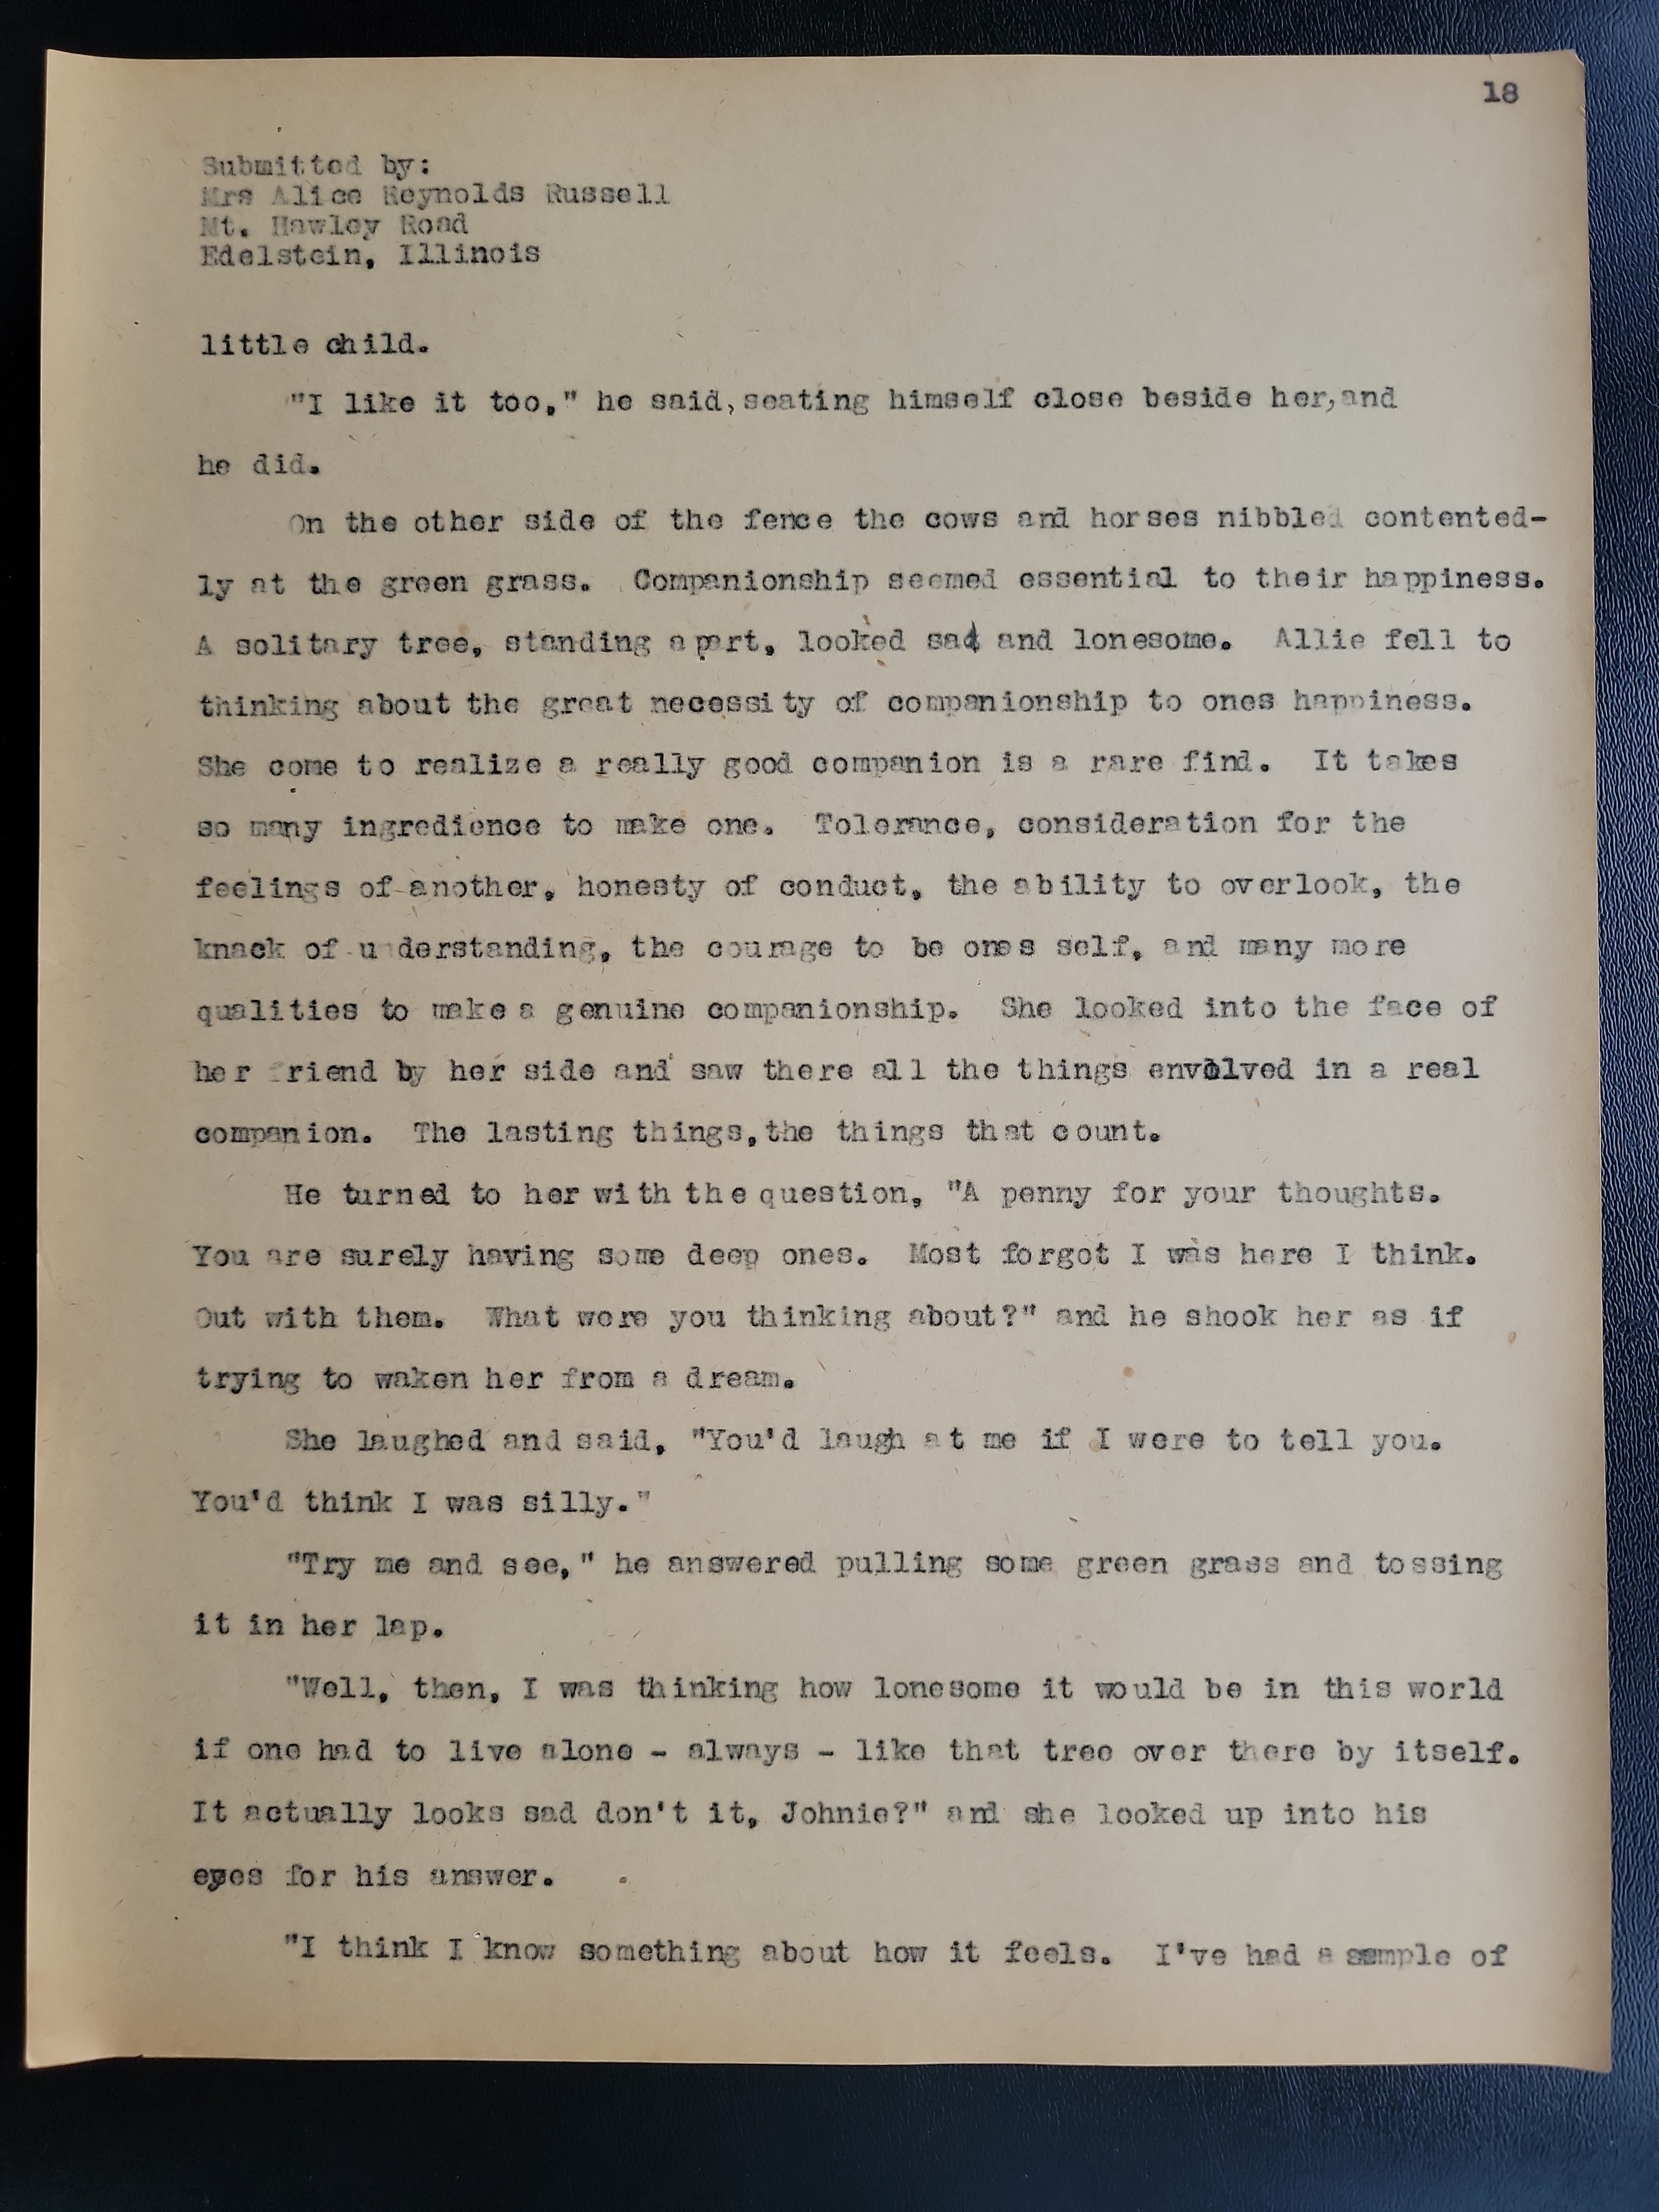 18
Submitted by:
Mrs Alice Reynolds Russell
Mt. Hawley Road
Edelstein, Illinois
little child.
"I like it too," he said, seating himself close beside her, and
he did.
On the other side of the fence the cows and horses nibbled contented-
ly at the green grass. Companionship seemed essential to their happiness.
A solitary tree, standing apart, looked sad and lonesome. Allie fell to
thinking about the great necessity of companionship to ones happiness.
She come to realize a really good companion is a rare find. It takes
so many ingredience to make one. Tolerance, consideration for the
feelings of another, honesty of conduct, the ability to overlook, the
knack of understanding, the courage to be ones self, and many more
qualities to make a genuine companionship. She looked into the face of
her friend by her side and saw there all the things envolved in a real
companion. The lasting things, the things that count.
He turned to her with the question, "A penny for your thoughts.
You are surely having some deep ones. Most forgot I was here I think.
Out with them. What were you thinking about?" and he shook her as if
trying to waken her from a dream.
She laughed and said, "You'd laugh at me if I were to tell you.
You'd think I was silly."
"Try me and see," he answered pulling some green grass and tossing
it in her lap.
"Well, then, I was thinking how lonesome it would be in this world
if one had to live alone - always - like that tree over there by itself.
It actually looks sad don't it, Johnie?" and she looked up into his
eyes for his answer.
"I think I know something about how it feels. I've had a sample of